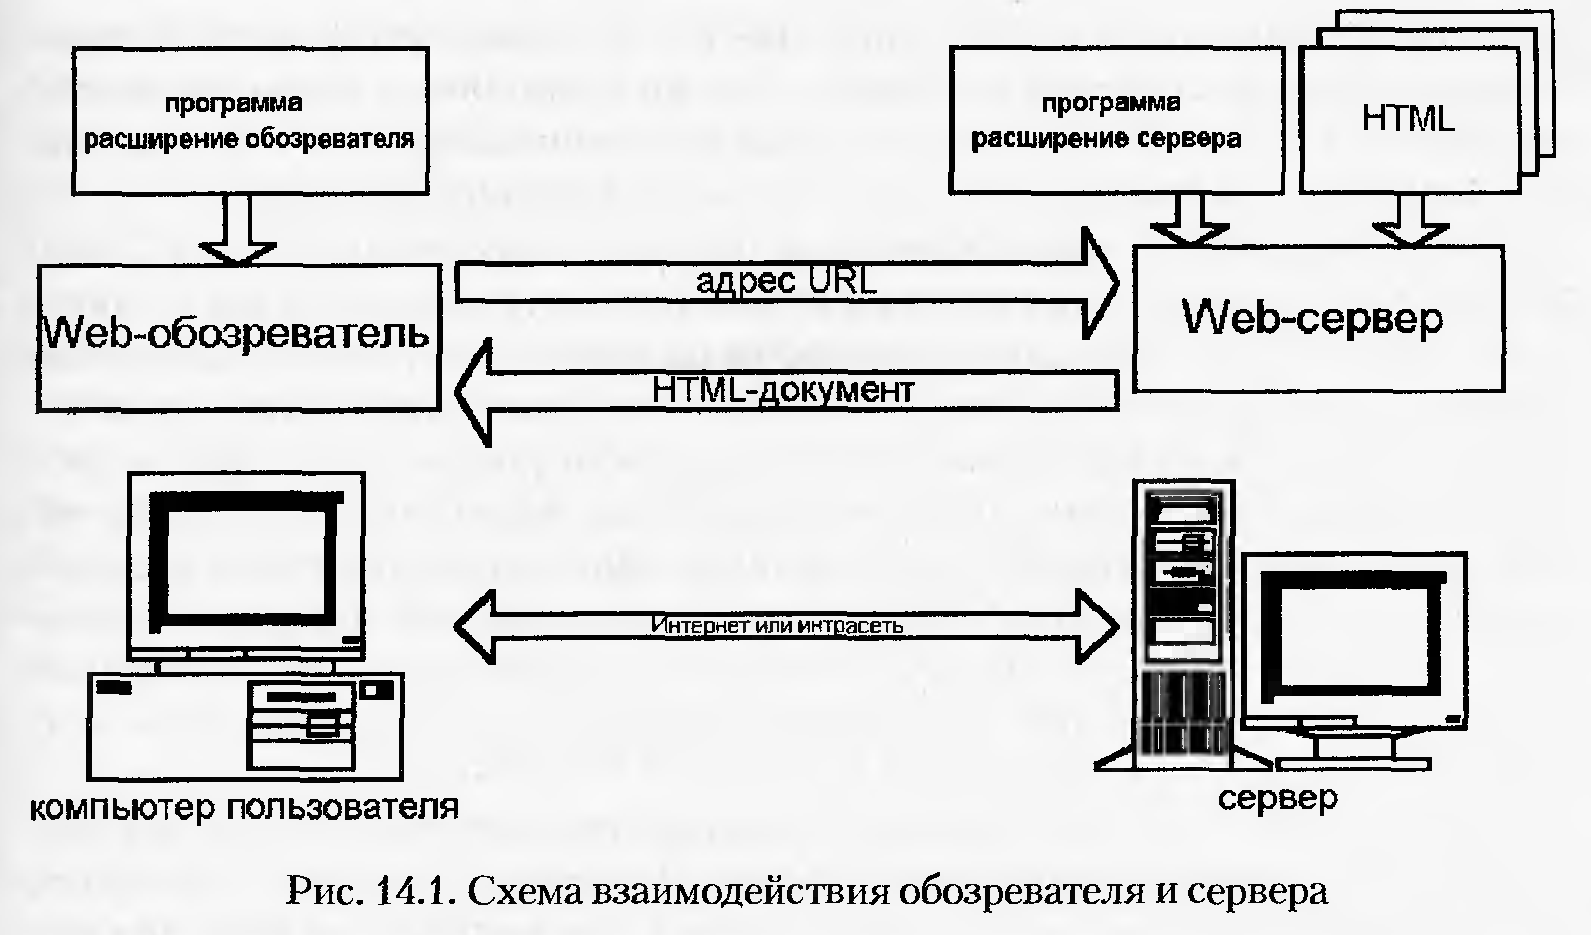 программа
расширение обозревателя
программа
расширение сервера
HTML
адрес URL
Web-обозреватель
Web-сервер
HTML-документ
Интернет или интрасеть
компьютер пользователя
сервер
Рис. 14.1. Схема взаимодействия обозревателя и сервера